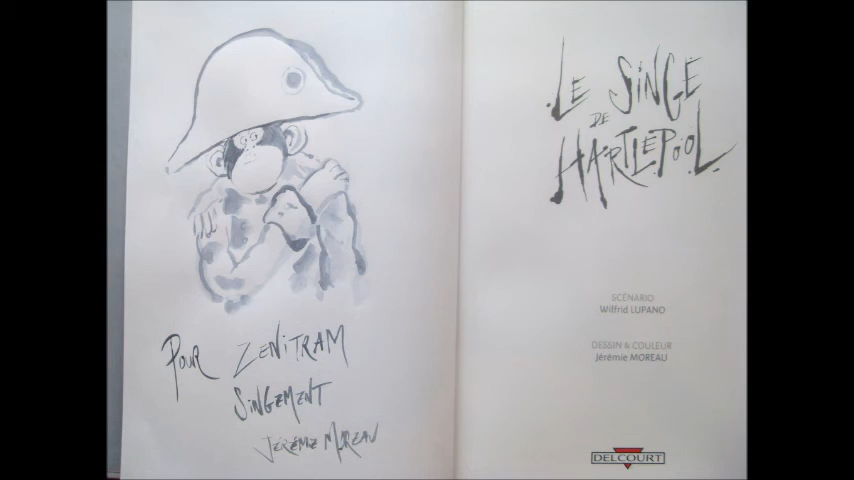 POUR ZENITRAM
SINGEMENT
JÉRÉMIE MOREAU
LE SINGE
DE
HARTLEPOOL
SCÉNARIO
Wilfrid LUPANO
DESSIN & COULEUR
Jérémie MOREAU
DELCOURT